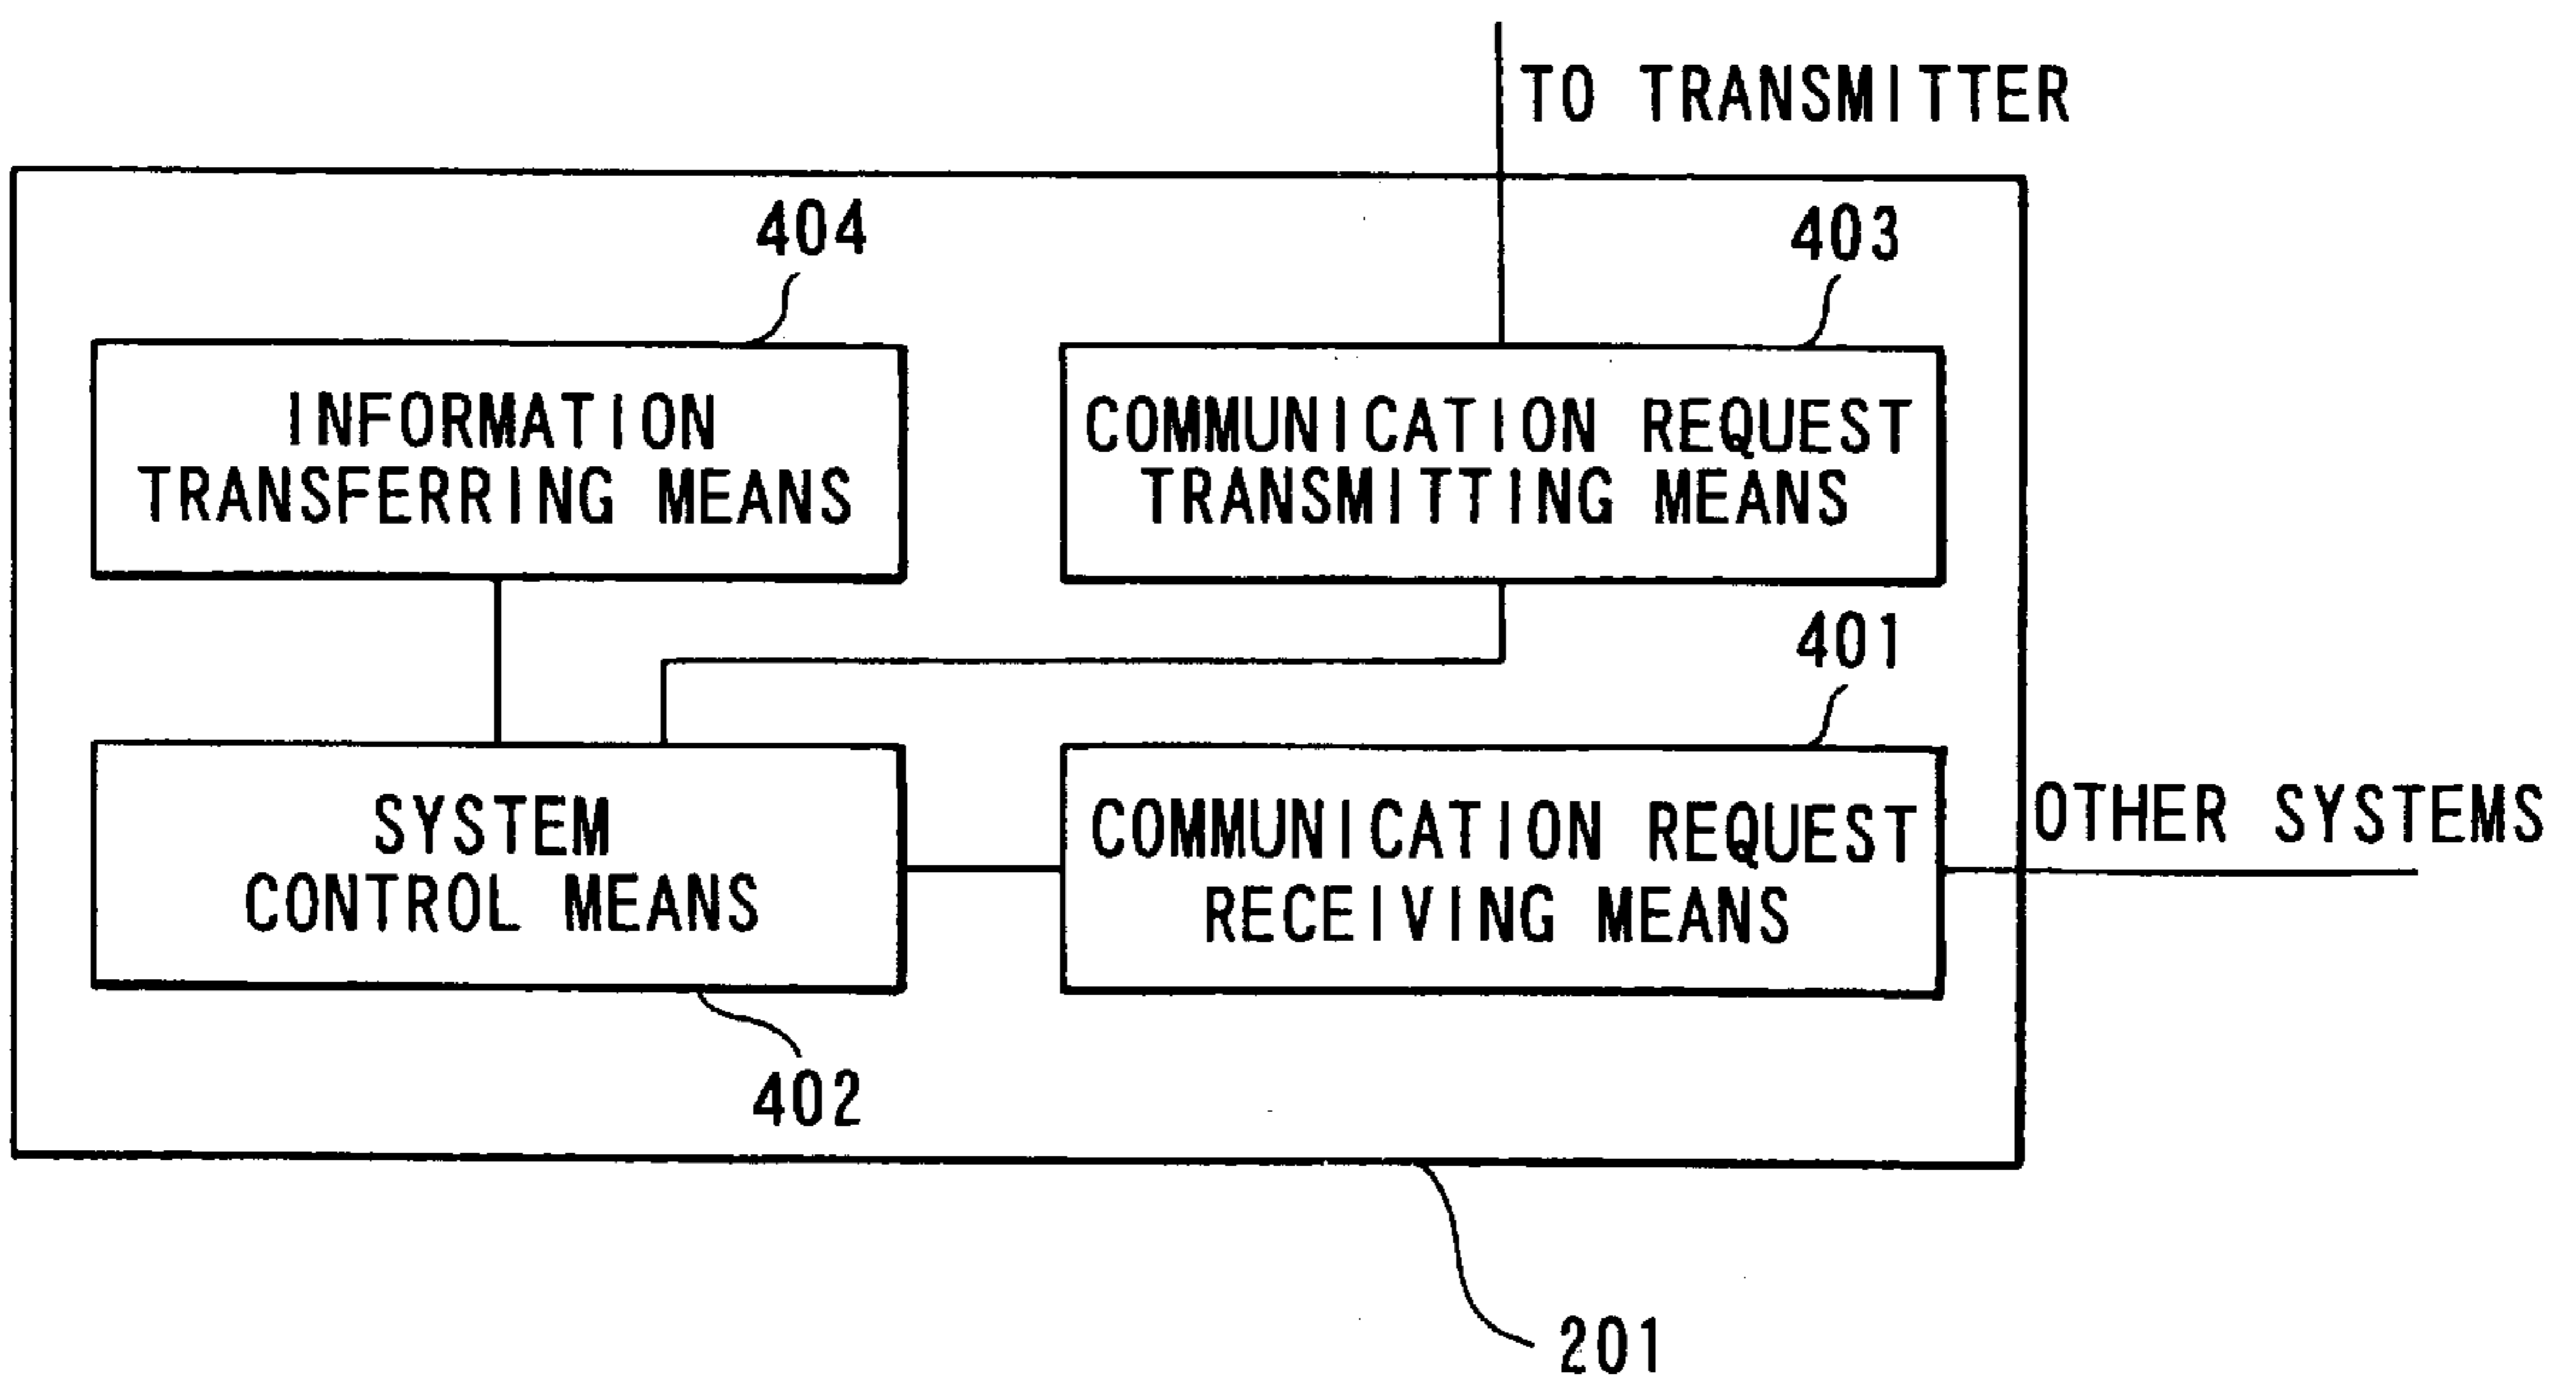 TO TRANSMITTER
404
403
INFORMATION
TRANSFERRING MEANS
COMMUNICATION REQUEST
TRANSMITTING MEANS
401
SYSTEM
CONTROL MEANS
COMMUNICATION REQUEST
RECEIVING MEANS
OTHER SYSTEMS
402
201